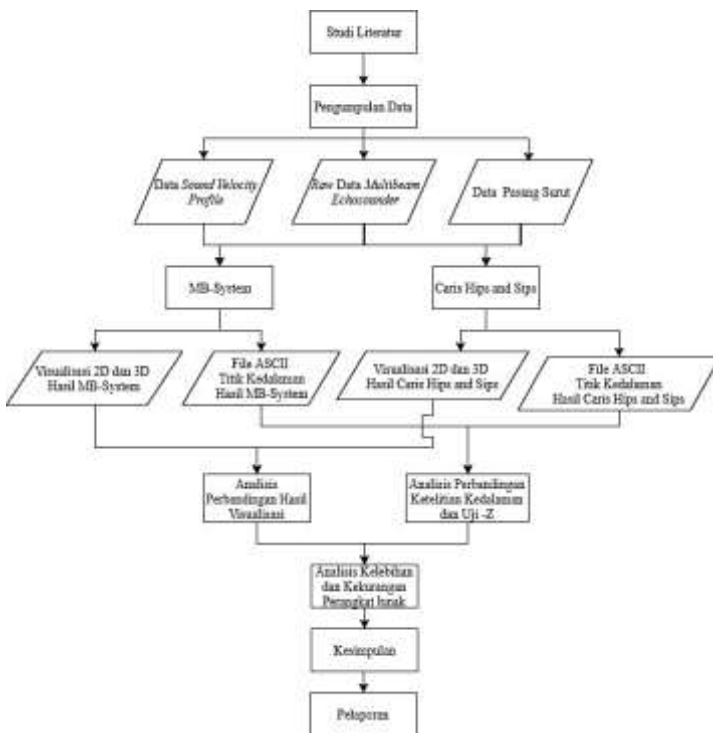 Studi Literatur
Pengumpulan Data
Data Sound Velocity
Profile
Raw Data Multibeam
Echosounder
Data Pasang Surut
MB-System
Caris Hips and Sips
Visualisasi 2D dan 3D
Hasil MB-System
File ASCII
Titik Kedalaman
Hasil MB-System
Visualisasi 2D dan 3D
Hasil Caris Hips and Sips
File ASCII
Titik Kedalaman
Hasil Caris Hips and Sips
Analisis
Perbandingan Hasil
Visualisasi
Analisis Perbandingan
Ketelitian Kedalaman
dan Uji -Z
Analisis Kelebihan
dan Kekurangan
Perangkat lunak
Kesimpulan
Pelaporan